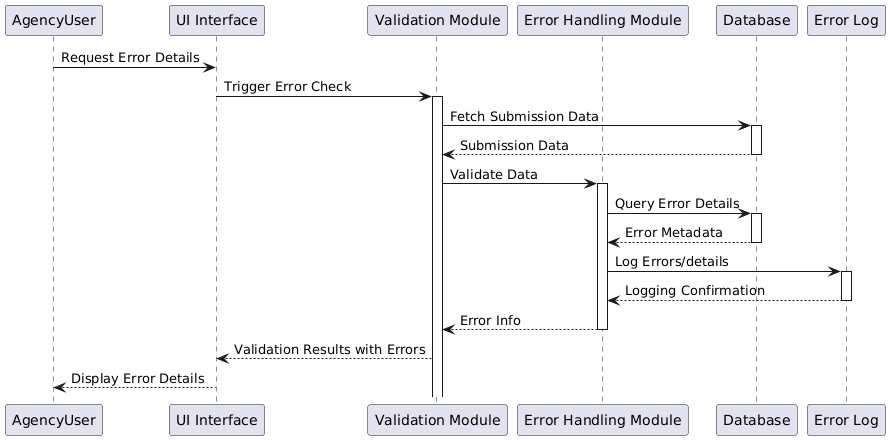 AgencyUser
UI Interface
Validation Module
Error Handling Module
Database
Error Log
Request Error Details
Trigger Error Check
Fetch Submission Data
Submission Data
Validate Data
Query Error Details
Error Metadata
Log Errors/details
Logging Confirmation
Error Info
Validation Results with Errors
Display Error Details
AgencyUser
UI Interface
Validation Module
Error Handling Module
Database
Error Log